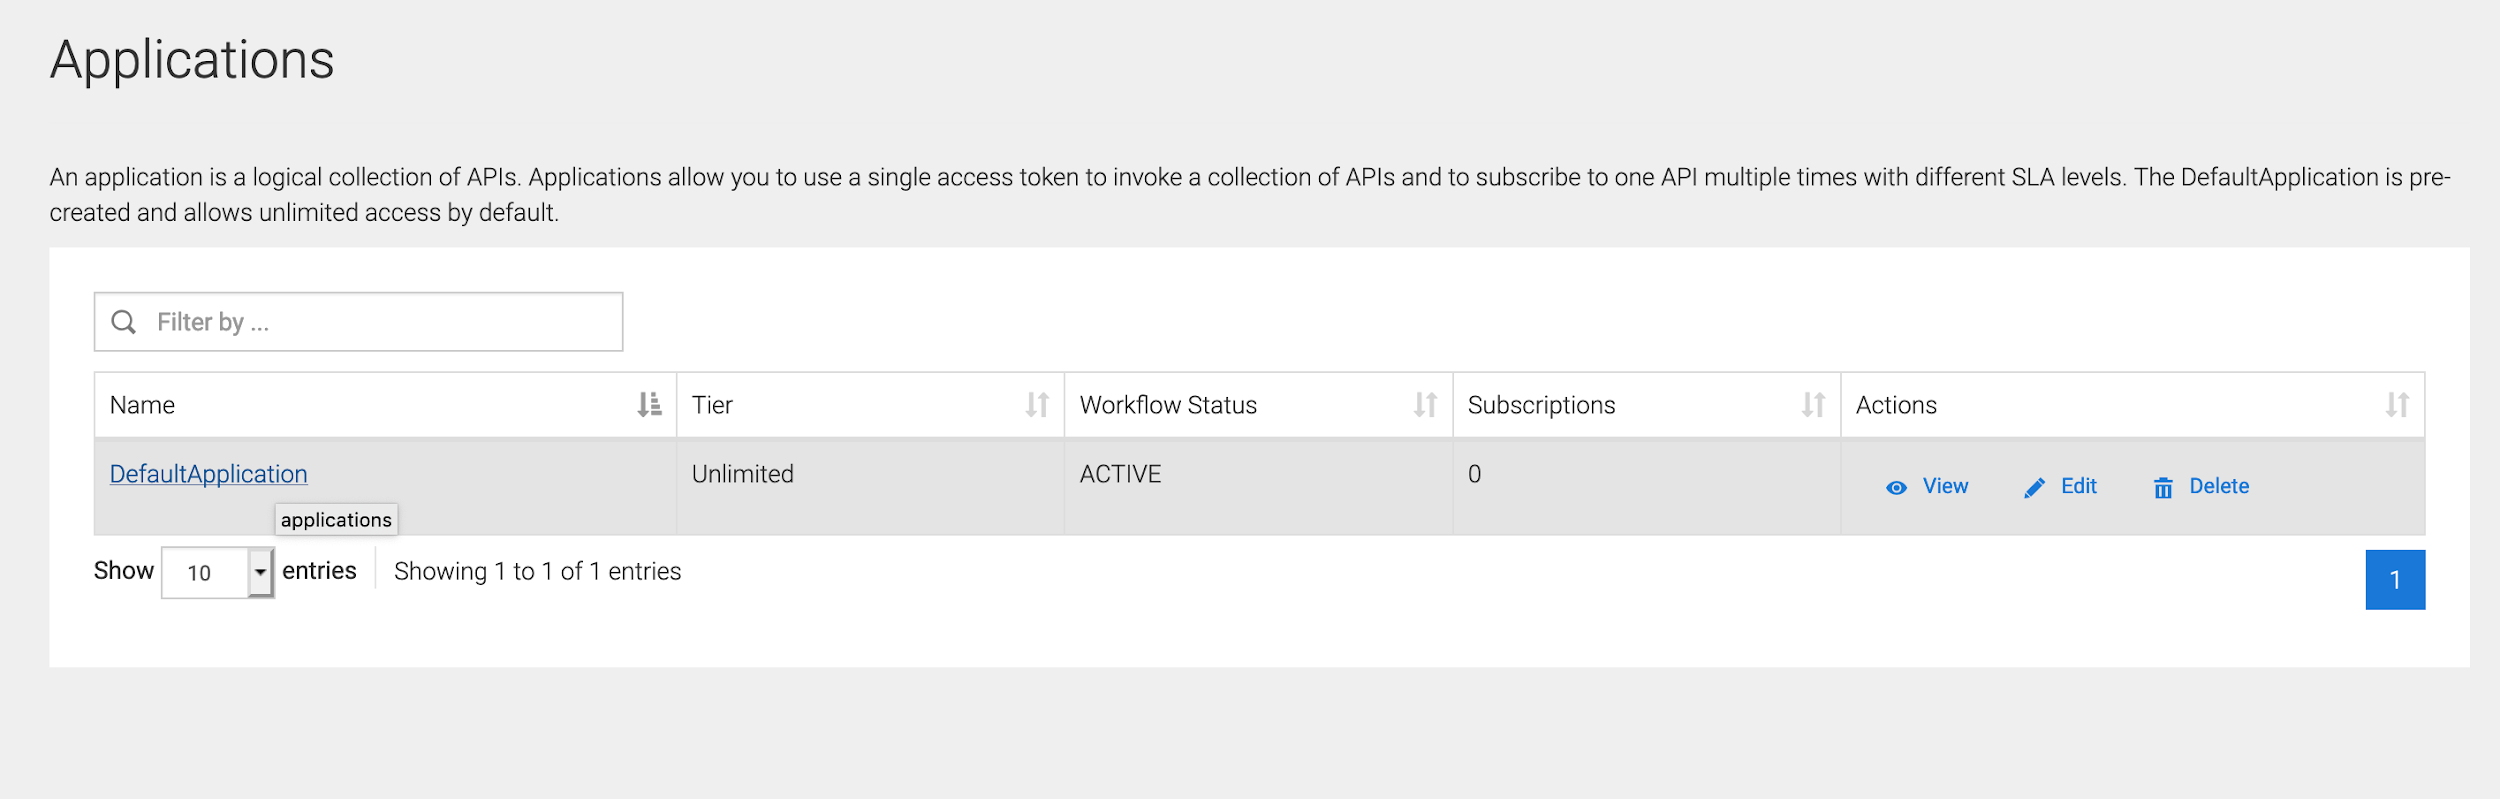 Applications
An application is a logical collection of APIs. Applications allow you to use a single access token to invoke a collection of APIs and to subscribe to one API multiple times with different SLA levels. The DefaultApplication is pre-
created and allows unlimited access by default.
Filter by ...
Name Tier Workflow Status Subscriptions Actions
DefaultApplication Unlimited ACTIVE 0 View Edit Delete
applications
Show 10 entries Showing 1 to 1 of 1 entries 1